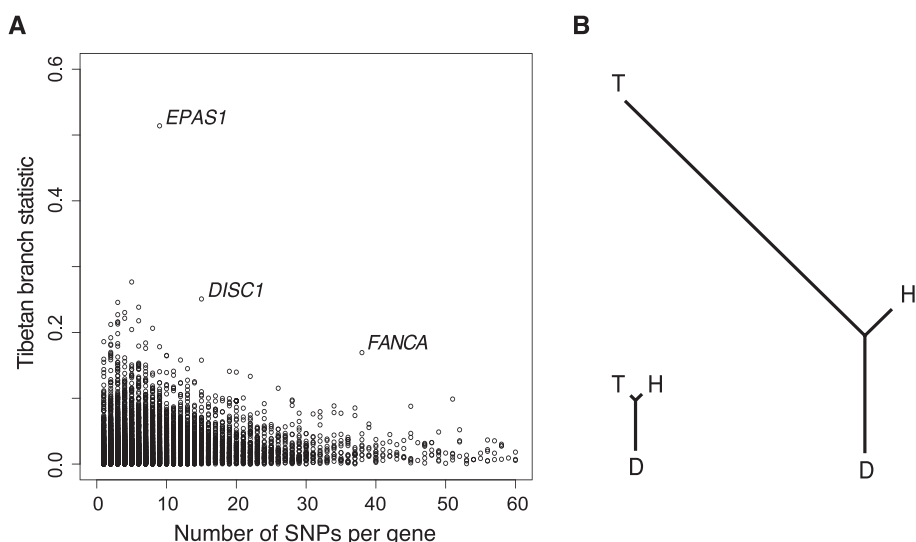 A
B
0.6
0.4
0.2
0.0
Tibetan branch statistic
EPAS1
DISC1
FANCA
0 10 20 30 40 50 60
Number of SNPs per gene
T
H
D
T H
D